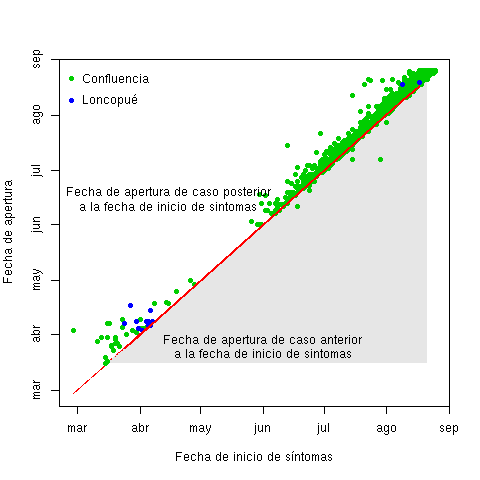 Confluencia
Loncopué
Fecha de apertura de caso posterior
a la fecha de inicio de sintomas
Fecha de apertura de caso anterior
a la fecha de inicio de sintomas
Fecha de apertura
sep
ago
jul
jun
may
abr
mar
mar abr may jun jul ago sep
Fecha de inicio de síntomas